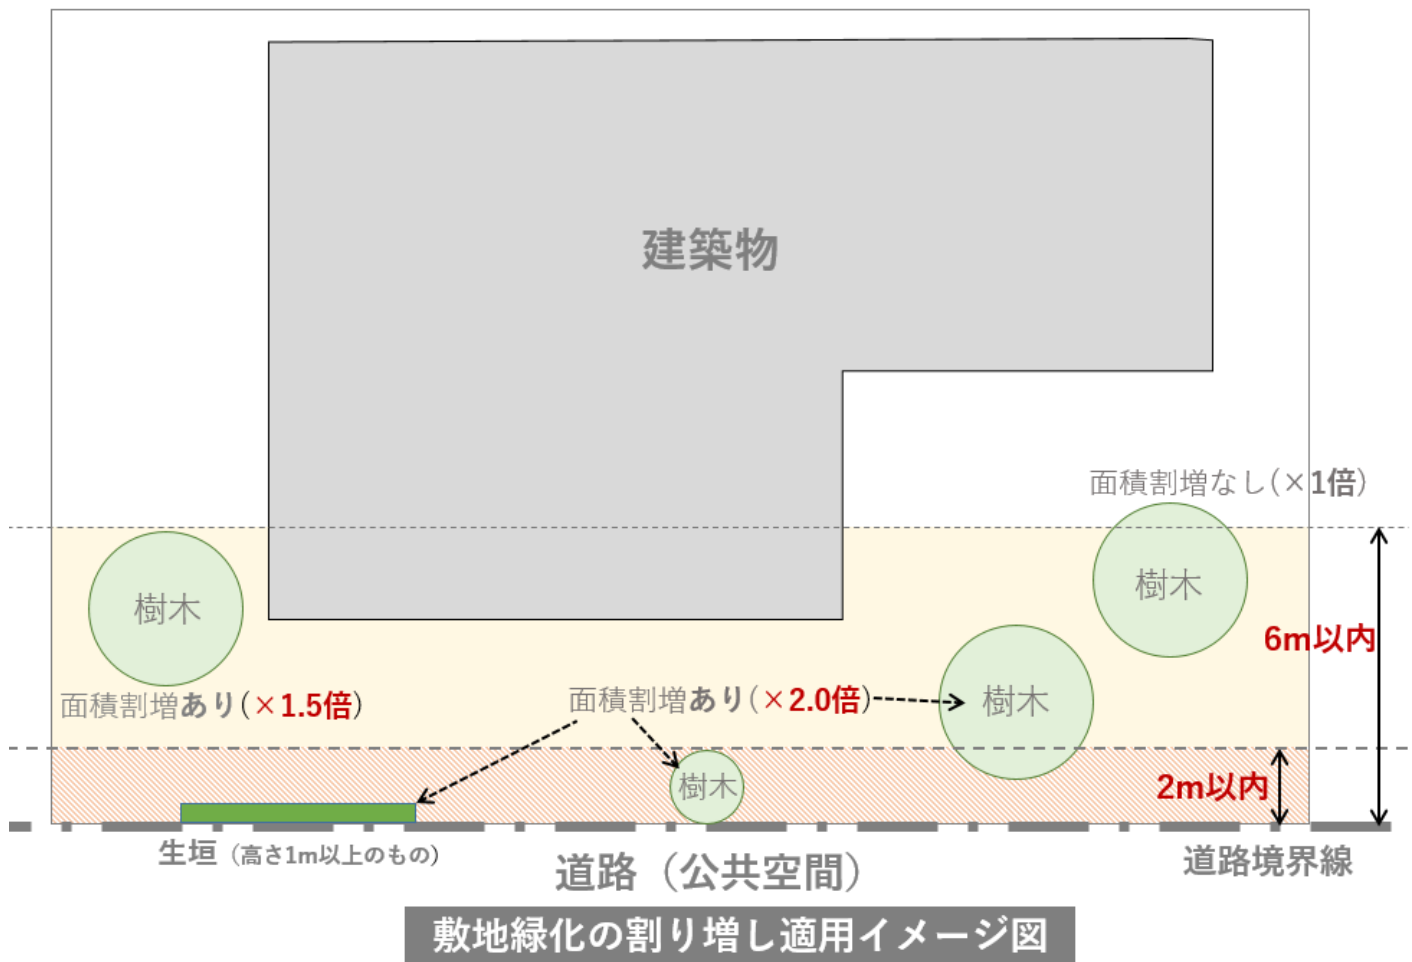 建築物
面積割増なし(×1倍)
樹木
樹木
6m以内
樹木
面積割増あり(×1.5倍)
面積割増あり(×2.0倍)
樹木
2m以内
生垣（高さ1m以上のもの）
道路（公共空間）
道路境界線
敷地緑化の割り増し適用イメージ図